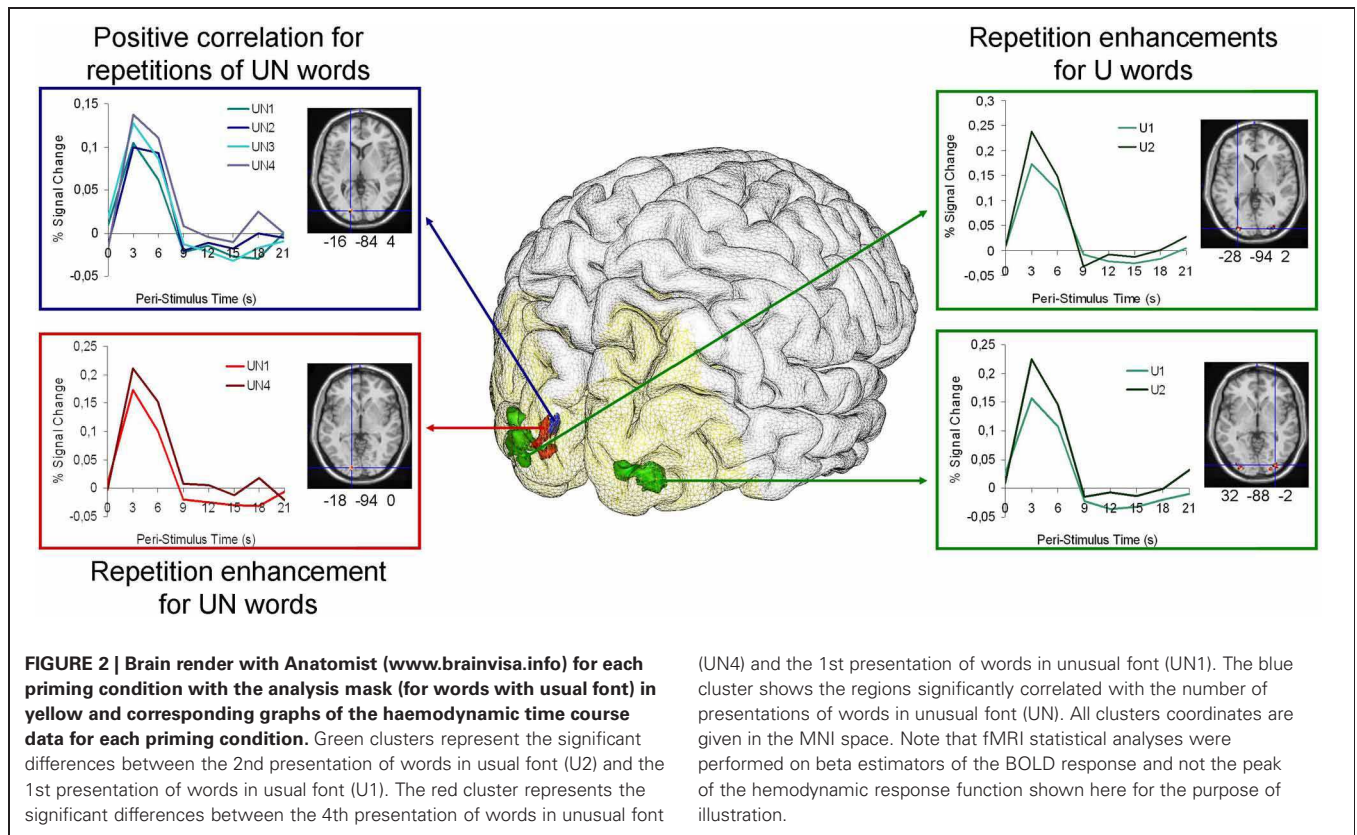 Positive correlation for
repetitions of UN words
0,15
0,1
0,05
0
-0,05
% Signal Change
UN1
UN2
UN3
UN4
0 3 6 9 12 15 18 21
Peri-Stimulus Time (s)
-16 -84 4
0,25
0,2
0,15
0,1
0,05
0
-0,05
% Signal Change
UN1
UN4
0 3 6 9 12 15 18 21
Peri-Stimulus Time (s)
-18 -94 0
Repetition enhancement
for UN words
Repetition enhancements
for U words
0,3
0,25
0,2
0,15
0,1
0,05
0
-0,05
% Signal Change
U1
U2
0 3 6 9 12 15 18 21
Peri-Stimulus Time (s)
-28 -94 2
0,25
0,2
0,15
0,1
0,05
0
-0,05
% Signal Change
U1
U2
0 3 6 9 12 15 18 21
Peri-Stimulus Time (s)
32 -88 -2
FIGURE 2 | Brain render with Anatomist (www.brainvisa.info) for each
priming condition with the analysis mask (for words with usual font) in
yellow and corresponding graphs of the haemodynamic time course
data for each priming condition. Green clusters represent the significant
differences between the 2nd presentation of words in usual font (U2) and the
1st presentation of words in usual font (U1). The red cluster represents the
significant differences between the 4th presentation of words in unusual font
(UN4) and the 1st presentation of words in unusual font (UN1). The blue
cluster shows the regions significantly correlated with the number of
presentations of words in unusual font (UN). All clusters coordinates are
given in the MNI space. Note that fMRI statistical analyses were
performed on beta estimators of the BOLD response and not the peak
of the hemodynamic response function shown here for the purpose of
illustration.